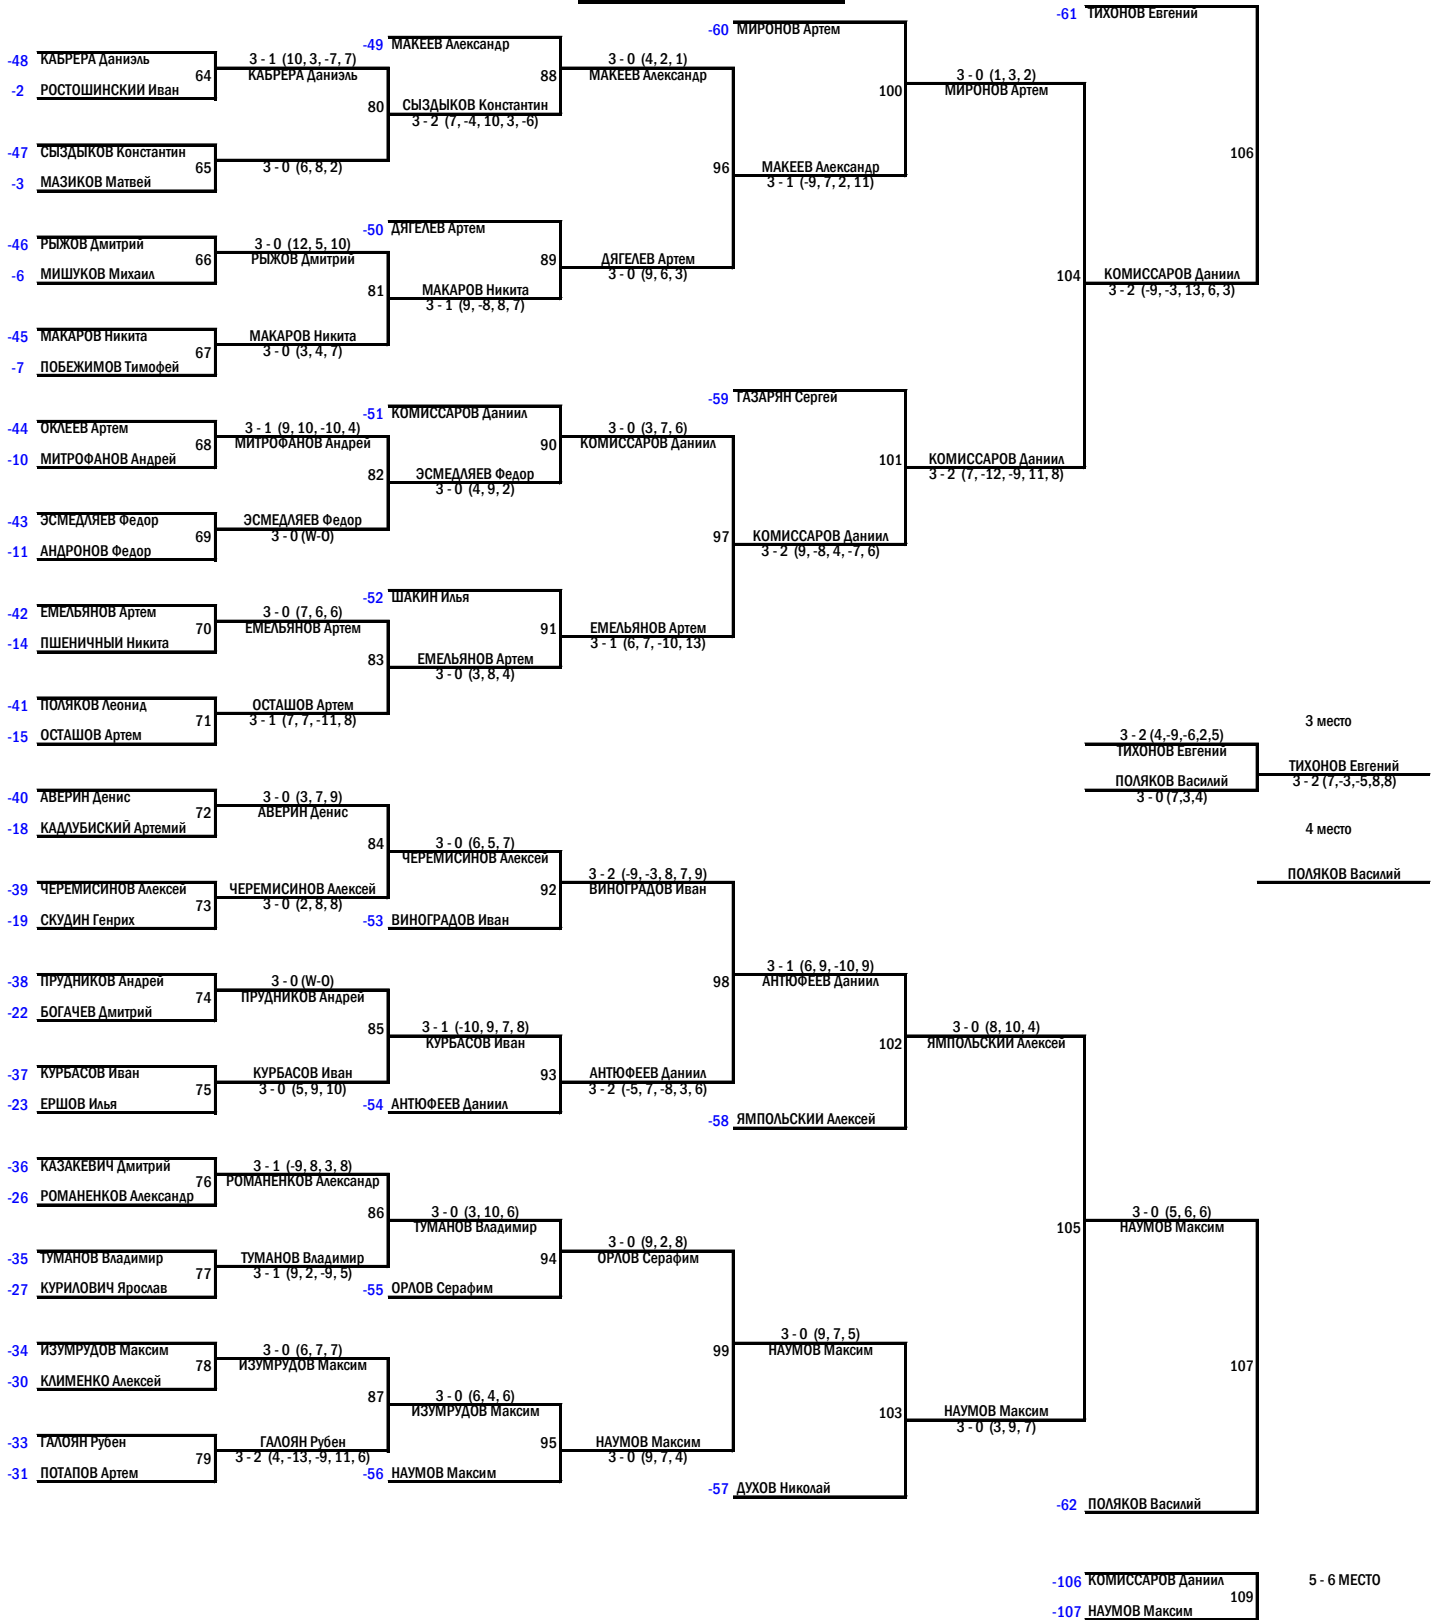 -61 ТИХОНОВ Евгений
-60 МИРОНОВ Артем
-49 МАКЕЕВ Александр
-48 КАБРЕРА Даниэль
3 - 1 (10, 3, -7, 7)
3 - 0 (4, 2, 1)
64
КАБРЕРА Даниэль
88
МАКЕЕВ Александр
3 - 0 (1, 3, 2)
-2 РОСТОШИНСКИЙ Иван
100
МИРОНОВ Артем
80
СЫЗДЫКОВ Константин
3 - 2 (7, -4, 10, 3, -6)
-47 СЫЗДЫКОВ Константин
106
65
3 - 0 (6, 8, 2)
96
МАКЕЕВ Александр
-3 МАЗИКОВ Матвей
3 - 1 (-9, 7, 2, 11)
-50 ДЯГЕЛЕВ Артем
-46 РЫЖОВ Дмитрий
3 - 0 (12, 5, 10)
66
РЫЖОВ Дмитрий
89
ДЯГЕЛЕВ Артем
-6 МИШУКОВ Михаил
3 - 0 (9, 6, 3)
104
КОМИССАРОВ Даниил
81
МАКАРОВ Никита
3 - 2 (-9, -3, 13, 6, 3)
3 - 1 (9, -8, 8, 7)
-45 МАКАРОВ Никита
МАКАРОВ Никита
67
3 - 0 (3, 4, 7)
-7 ПОБЕЖИМОВ Тимофей
-59 ГАЗАРЯН Сергей
-51 КОМИССАРОВ Даниил
-44 ОКЛЕЕВ Артем
3 - 1 (9, 10, -10, 4)
3 - 0 (3, 7, 6)
68
МИТРОФАНОВ Андрей
90
КОМИССАРОВ Даниил
-10 МИТРОФАНОВ Андрей
101
КОМИССАРОВ Даниил
82
ЭСМЕДЛЯЕВ Федор
3 - 2 (7, -12, -9, 11, 8)
3 - 0 (4, 9, 2)
-43 ЭСМЕДЛЯЕВ Федор
ЭСМЕДЛЯЕВ Федор
69
3 - 0 (W-O)
97
КОМИССАРОВ Даниил
-11 АНДРОНОВ Федор
3 - 2 (9, -8, 4, -7, 6)
-52 ШАКИН Илья
-42 ЕМЕЛЬЯНОВ Артем
3 - 0 (7, 6, 6)
70
ЕМЕЛЬЯНОВ Артем
91
ЕМЕЛЬЯНОВ Артем
-14 ПШЕНИЧНЫЙ Никита
3 - 1 (6, 7, -10, 13)
83
ЕМЕЛЬЯНОВ Артем
3 - 0 (3, 8, 4)
-41 ПОЛЯКОВ Леонид
ОСТАШОВ Артем
71
3 - 1 (7, 7, -11, 8)
3 место
-15 ОСТАШОВ Артем
3 - 2 (4,-9,-6,2,5)
ТИХОНОВ Евгений
ТИХОНОВ Евгений
ПОЛЯКОВ Василий
3 - 2 (7,-3,-5,8,8)
3 - 0 (7,3,4)
-40 АВЕРИН Денис
3 - 0 (3, 7, 9)
72
АВЕРИН Денис
-18 КАДЛУБИСКИЙ Артемий
4 место
84
3 - 0 (6, 5, 7)
ЧЕРЕМИСИНОВ Алексей
3 - 2 (-9, -3, 8, 7, 9)
ПОЛЯКОВ Василий
-39 ЧЕРЕМИСИНОВ Алексей
ЧЕРЕМИСИНОВ Алексей
92
ВИНОГРАДОВ Иван
73
3 - 0 (2, 8, 8)
-19 СКУДИН Генрих
-53 ВИНОГРАДОВ Иван
3 - 1 (6, 9, -10, 9)
-38 ПРУДНИКОВ Андрей
3 - 0 (W-O)
98
АНТЮФЕЕВ Даниил
74
ПРУДНИКОВ Андрей
-22 БОГАЧЕВ Дмитрий
85
3 - 1 (-10, 9, 7, 8)
3 - 0 (8, 10, 4)
КУРБАСОВ Иван
102
ЯМПОЛЬСКИЙ Алексей
-37 КУРБАСОВ Иван
КУРБАСОВ Иван
93
АНТЮФЕЕВ Даниил
75
3 - 0 (5, 9, 10)
3 - 2 (-5, 7, -8, 3, 6)
-23 ЕРШОВ Илья
-54 АНТЮФЕЕВ Даниил
-58 ЯМПОЛЬСКИЙ Алексей
-36 КАЗАКЕВИЧ Дмитрий
3 - 1 (-9, 8, 3, 8)
76
РОМАНЕНКОВ Александр
-26 РОМАНЕНКОВ Александр
86
3 - 0 (3, 10, 6)
3 - 0 (5, 6, 6)
ТУМАНОВ Владимир
105
НАУМОВ Максим
3 - 0 (9, 2, 8)
-35 ТУМАНОВ Владимир
ТУМАНОВ Владимир
94
ОРЛОВ Серафим
77
3 - 1 (9, 2, -9, 5)
-27 КУРИЛОВИЧ Ярослав
-55 ОРЛОВ Серафим
3 - 0 (9, 7, 5)
-34 ИЗУМРУДОВ Максим
3 - 0 (6, 7, 7)
99
НАУМОВ Максим
78
ИЗУМРУДОВ Максим
107
-30 КЛИМЕНКО Алексей
87
3 - 0 (6, 4, 6)
ИЗУМРУДОВ Максим
103
НАУМОВ Максим
3 - 0 (3, 9, 7)
-33 ГАЛОЯН Рубен
ГАЛОЯН Рубен
95
НАУМОВ Максим
79
3 - 2 (4, -13, -9, 11, 6)
3 - 0 (9, 7, 4)
-31 ПОТАПОВ Артем
-56 НАУМОВ Максим
-57 ДУХОВ Николай
-62 ПОЛЯКОВ Василий
-106 КОМИССАРОВ Даниил
5 - 6 МЕСТО
109
-107 НАУМОВ Максим